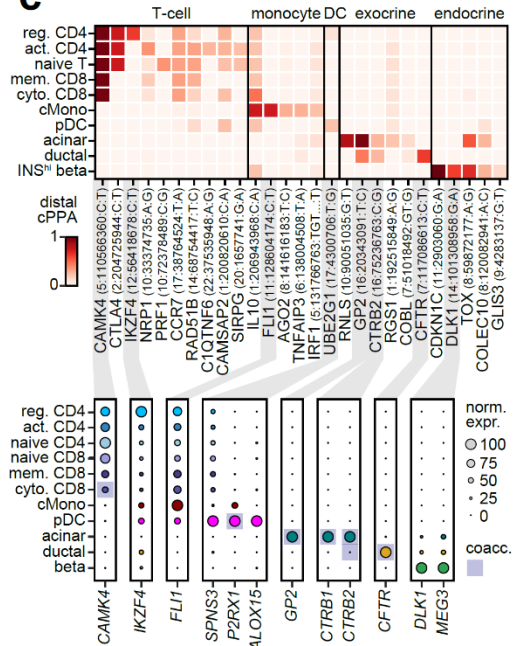 c
T-cell monocyte DC exocrine endocrine
reg. CD4
act. CD4
naive T
mem. CD8
cyto. CD8
cMono
pDC
acinar
ductal
INShi beta
distal
cPPA
1
0
CAMK4 (5:110566360:C:T)
CTLA4 (2:204725944:C:T)
IKZF4 (12:56418678:C:T)
NRP1 (10:33374735:A:G)
PRF1 (10:72378489:C:G)
CCR7 (17:38764524:T:A)
RAD51B (14:68754417:T:C)
C1QTNF6 (22:37535948:A:G)
CAMSAP2 (1:200820610:C:A)
SIRPG (20:1657741:G:A)
IL10 (1:206943968:C:A)
FLI1 (11:128604174:C:T)
AGO2 (8:141616183:T:C)
TNFAIP3 (6:138004508:T:A)
IRF1 (5:131766763:TGT...:T)
UBE2G1 (17:4300706:T:G)
RNLS (10:90051035:G:T)
GP2 (16:20343091:T:C)
CTRB2 (16:75236763:C:G)
RGS1 (1:192515849:A:G)
COBL (7:51018492:GT:G)
CFTR (7:117086613:C:T)
CDKN1C (11:2903060:G:A)
DLK1 (14:101308958:G:A)
TOX (8:59872177:A:G)
COLEC10 (8:120082941:A:C)
GLIS3 (9:4283137:G:T)
reg. CD4
act. CD4
naive CD4
naive CD8
mem. CD8
cyto. CD8
cMono
pDC
acinar
ductal
beta
norm.
expr.
100
75
50
25
0
coacc.
CAMK4
IKZF4
FLI1
SPNS3
P2RX1
ALOX15
GP2
CTRB1
CTRB2
CFTR
DLK1
MEG3